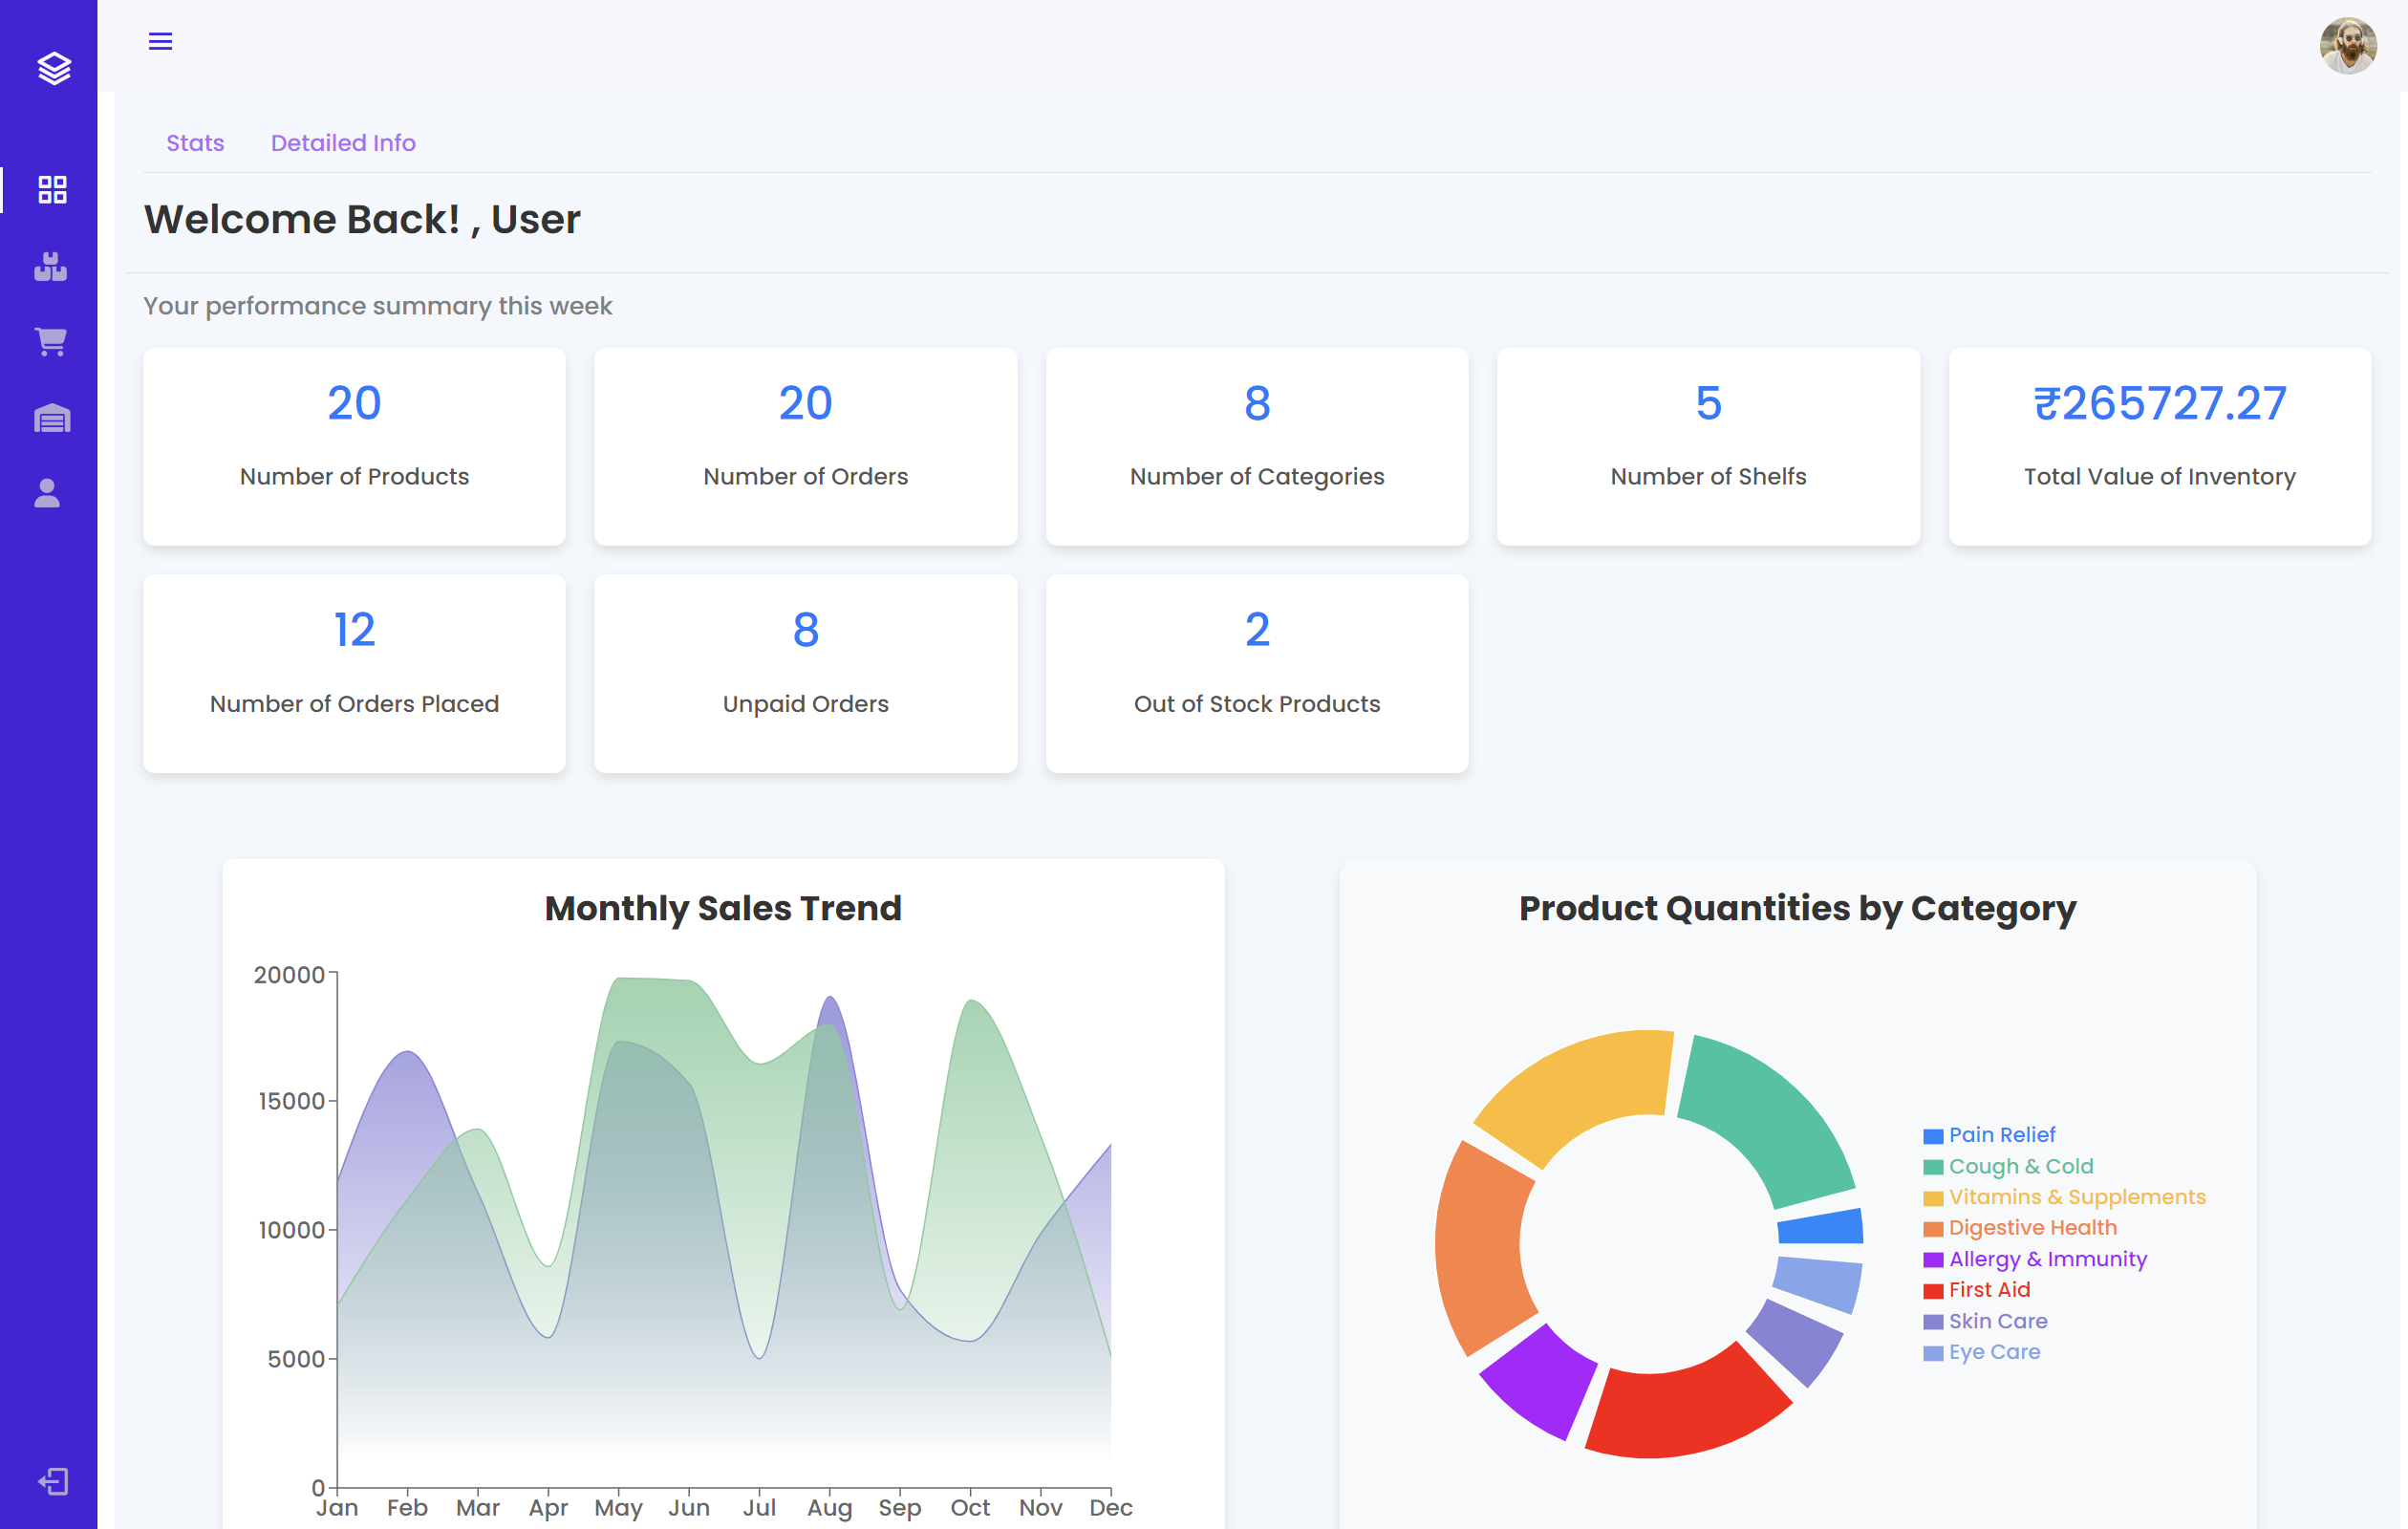 Stats Detailed Info
Welcome Back! , User
Your performance summary this week
20 20 8 5 ₹265727.27
Number of Products Number of Orders Number of Categories Number of Shelfs Total Value of Inventory
12 8 2
Number of Orders Placed Unpaid Orders Out of Stock Products
Monthly Sales Trend
20000
15000
10000
5000
0
Jan Feb Mar Apr May Jun Jul Aug Sep Oct Nov Dec
Product Quantities by Category
Pain Relief
Cough & Cold
Vitamins & Supplements
Digestive Health
Allergy & Immunity
First Aid
Skin Care
Eye Care